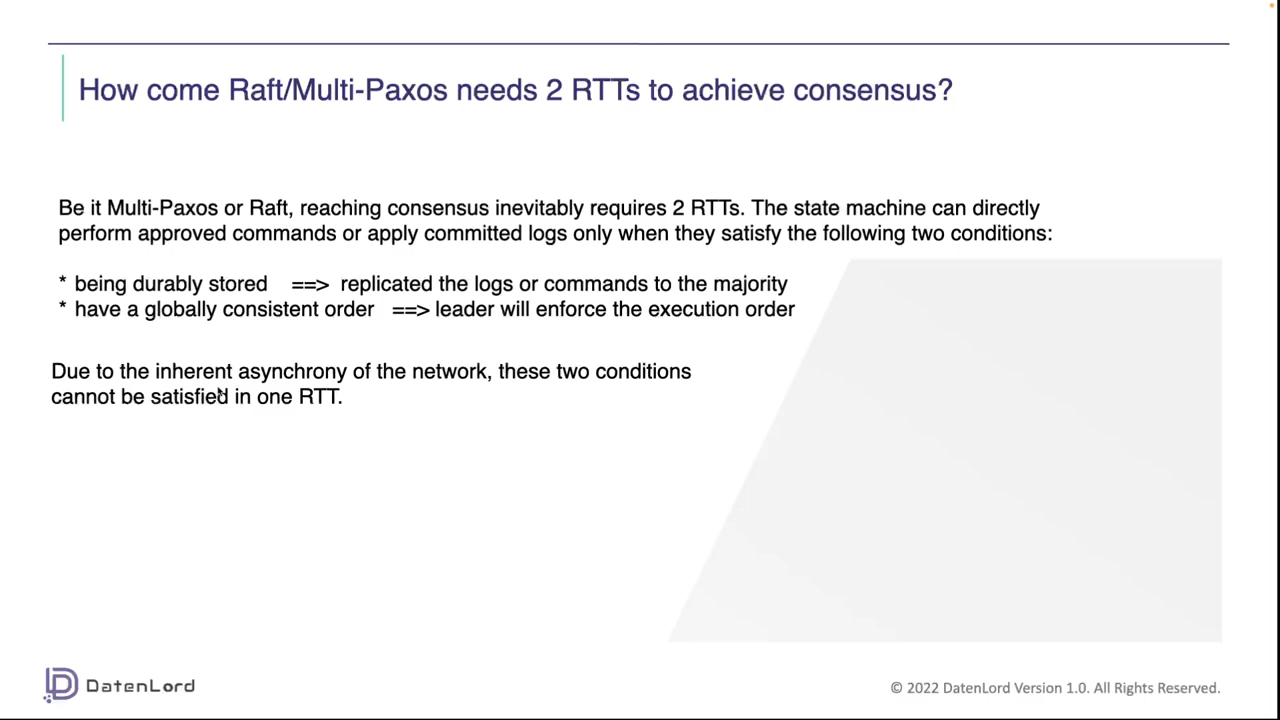 How come Raft/Multi-Paxos needs 2 RTTs to achieve consensus?
Be it Multi-Paxos or Raft, reaching consensus inevitably requires 2 RTTs. The state machine can directly
perform approved commands or apply committed logs only when they satisfy the following two conditions:
* being durably stored ==> replicated the logs or commands to the majority
* have a globally consistent order ==> leader will enforce the execution order
Due to the inherent asynchrony of the network, these two conditions
cannot be satisfied in one RTT.
DatenLord
© 2022 DatenLord Version 1.0. All Rights Reserved.